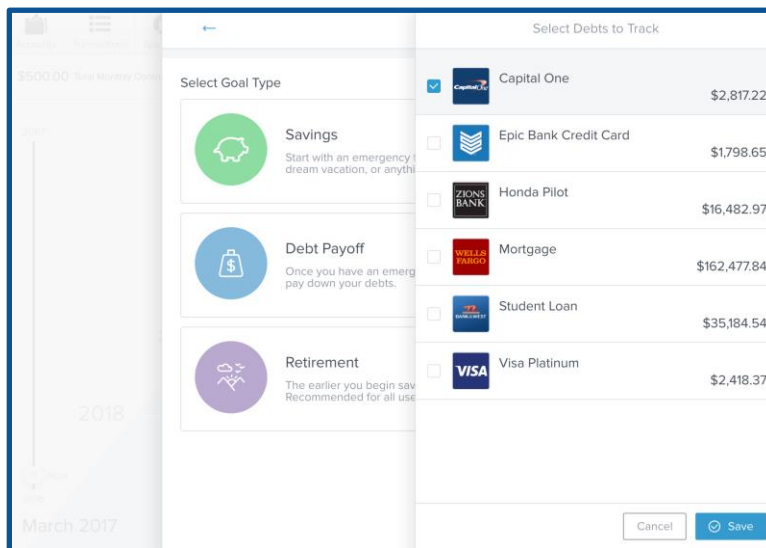 Accounts
$500.00
2018
March 2017
Select Goal Type
Savings
Start with an emergency
dream vacation, or anythi
Debt Payoff
Once you have an emerg
pay down your debts.
Retirement
The earlier you begin sav
Recommended for all use
Select Debts to Track
Capital One
Capital One
$2,817.22
Epic Bank Credit Card
$1,798.65
ZIONS
BANK
Honda Pilot
$16,482.97
WELLS
FARGO
Mortgage
$162,477.84
Student Loan
$35,184.54
VISA
Visa Platinum
$2,418.37
Cancel
Save